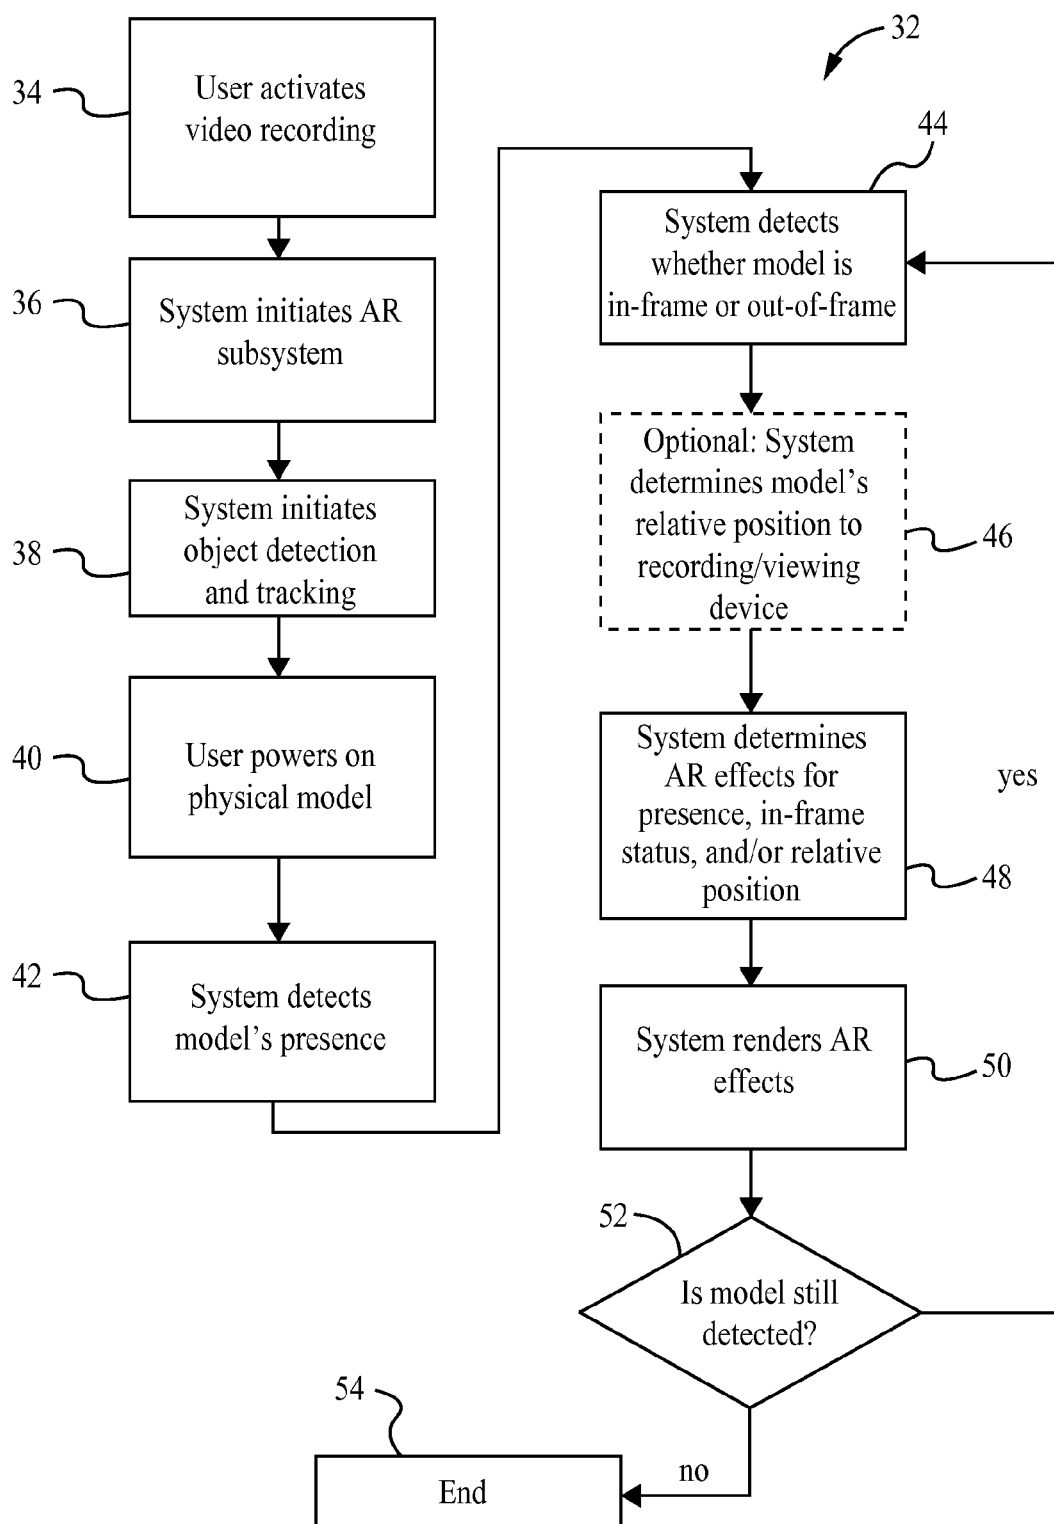 32
34
User activates
video recording
36
System initiates AR
subsystem
38
System initiates
object detection
and tracking
40
User powers on
physical model
42
System detects
model’s presence
44
System detects
whether model is
in-frame or out-of-frame
Optional: System
determines model’s
relative position to
recording/viewing
device
46
System determines
AR effects for
presence, in-frame
status, and/or relative
position
48
yes
System renders AR
effects
50
52
Is model still
detected?
no
54
End